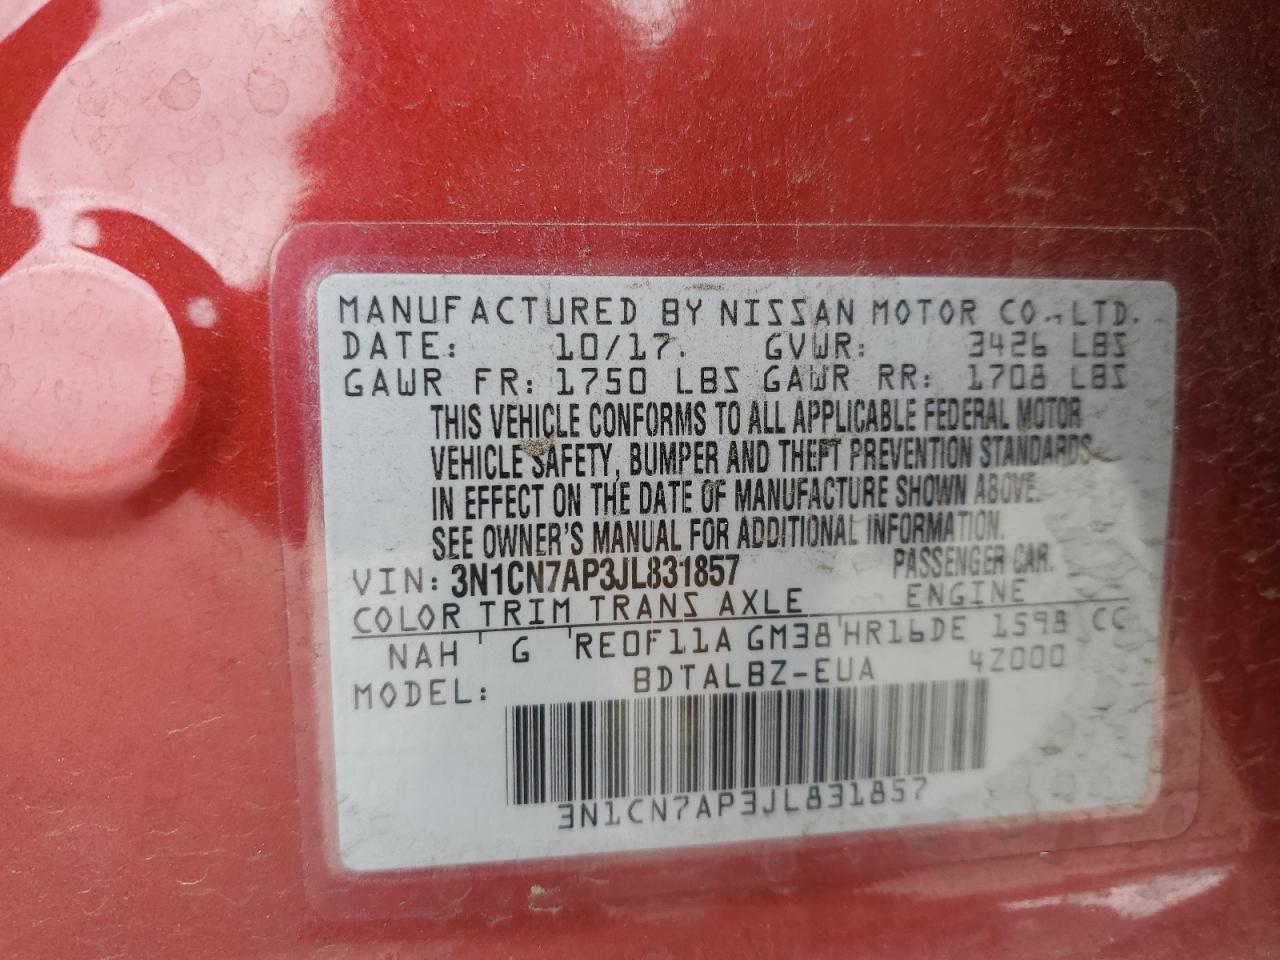 MANUFACTURED BY NISSAN MOTOR CO., LTD.
DATE: 10/17. GVWR: 3426 LBS
GAWR FR: 1750 LBS GAWR RR: 1708 LBS
THIS VEHICLE CONFORMS TO ALL APPLICABLE FEDERAL MOTOR
VEHICLE SAFETY, BUMPER AND THEFT PREVENTION STANDARDS
IN EFFECT ON THE DATE OF MANUFACTURE SHOWN ABOVE.
SEE OWNER'S MANUAL FOR ADDITIONAL INFORMATION.
VIN: 3N1CN7AP3JL831857 PASSENGER CAR.
COLOR TRIM TRANS AXLE ENGINE
NAH G RE0F11A GM38 HR16DE 1598 CC
MODEL: BDTALBZ-EUA 4Z000
3N1CN7AP3JL831857